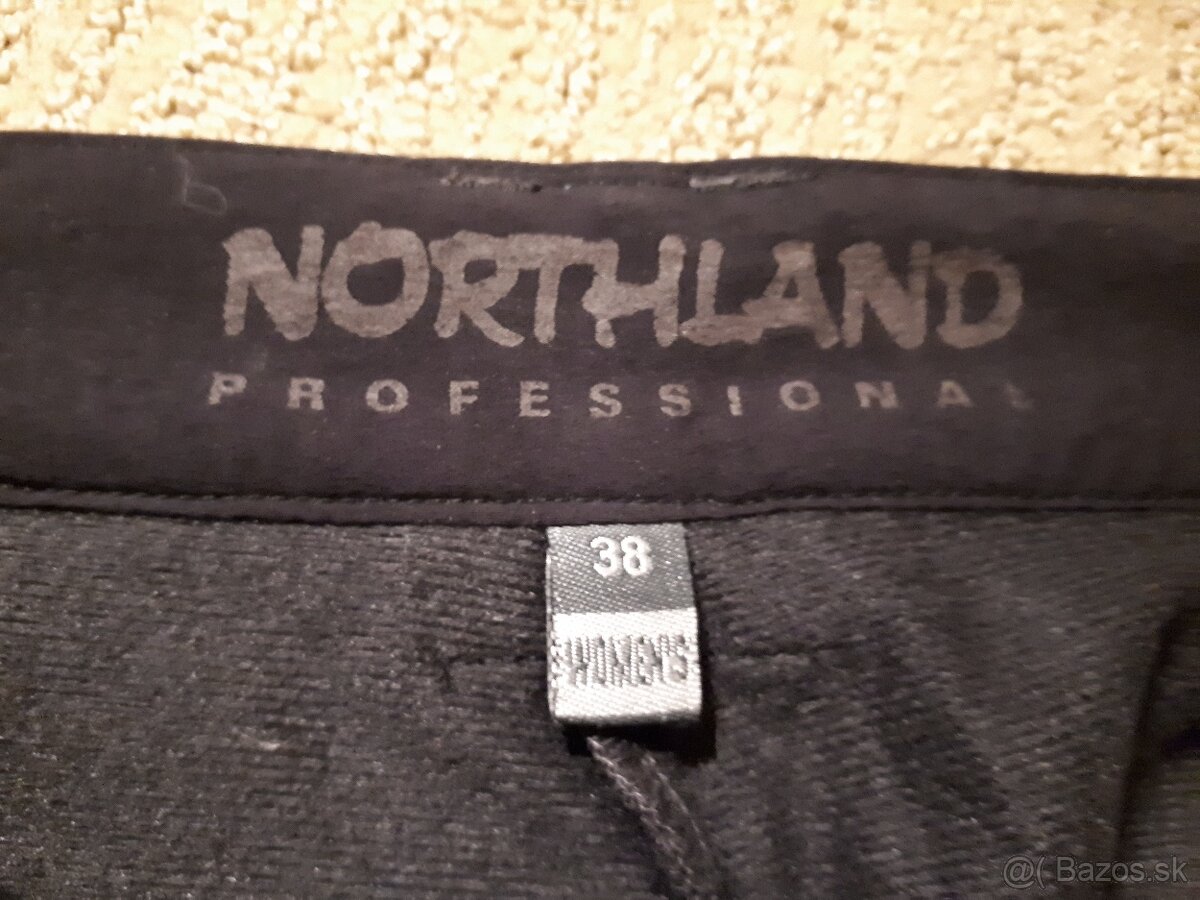 NORTHLAND
PROFESSIONAL
38
WOMEN'S
@( Bazos.sk